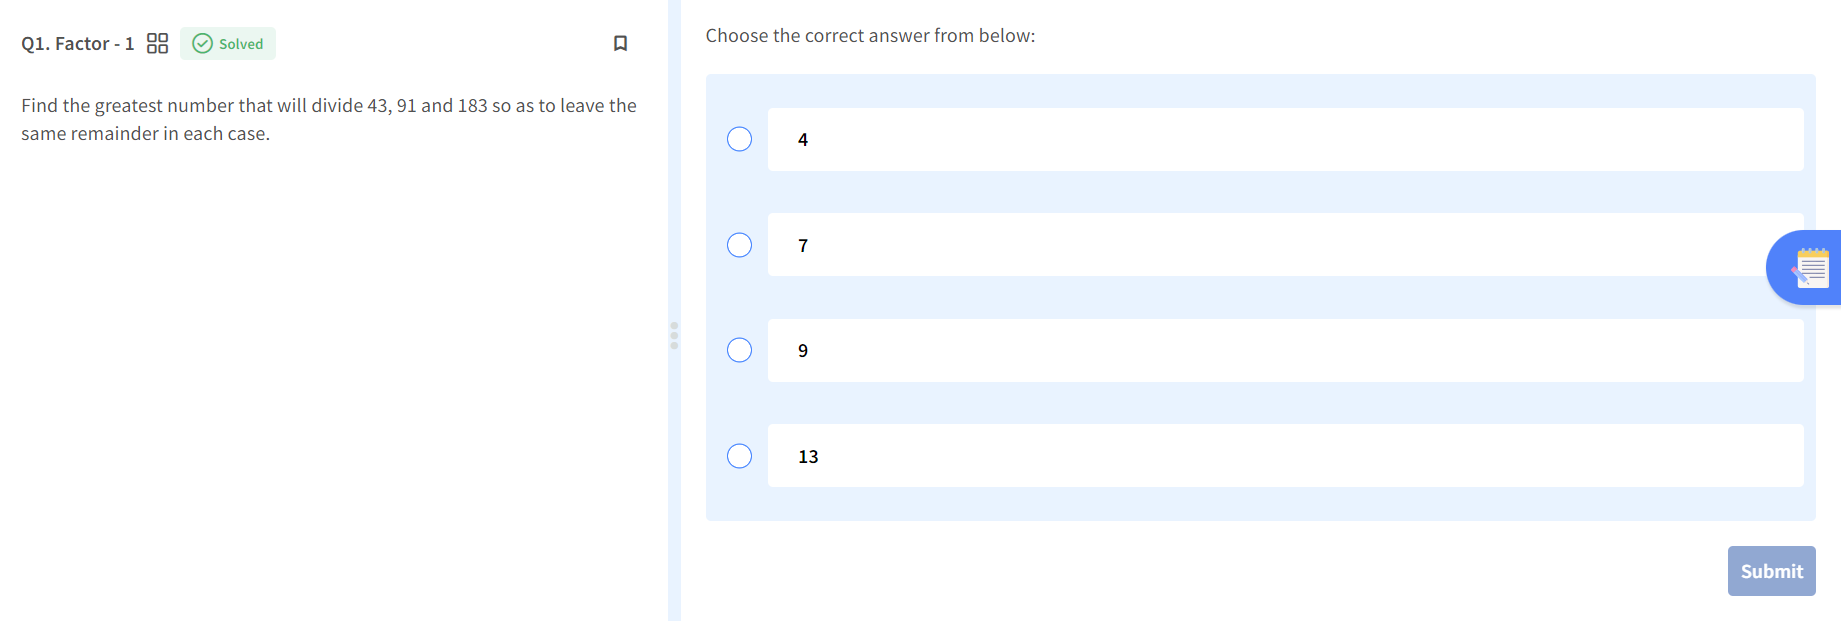 Q1. Factor - 1
Solved
Find the greatest number that will divide 43, 91 and 183 so as to leave the
same remainder in each case.
Choose the correct answer from below:
4
7
9
13
Submit